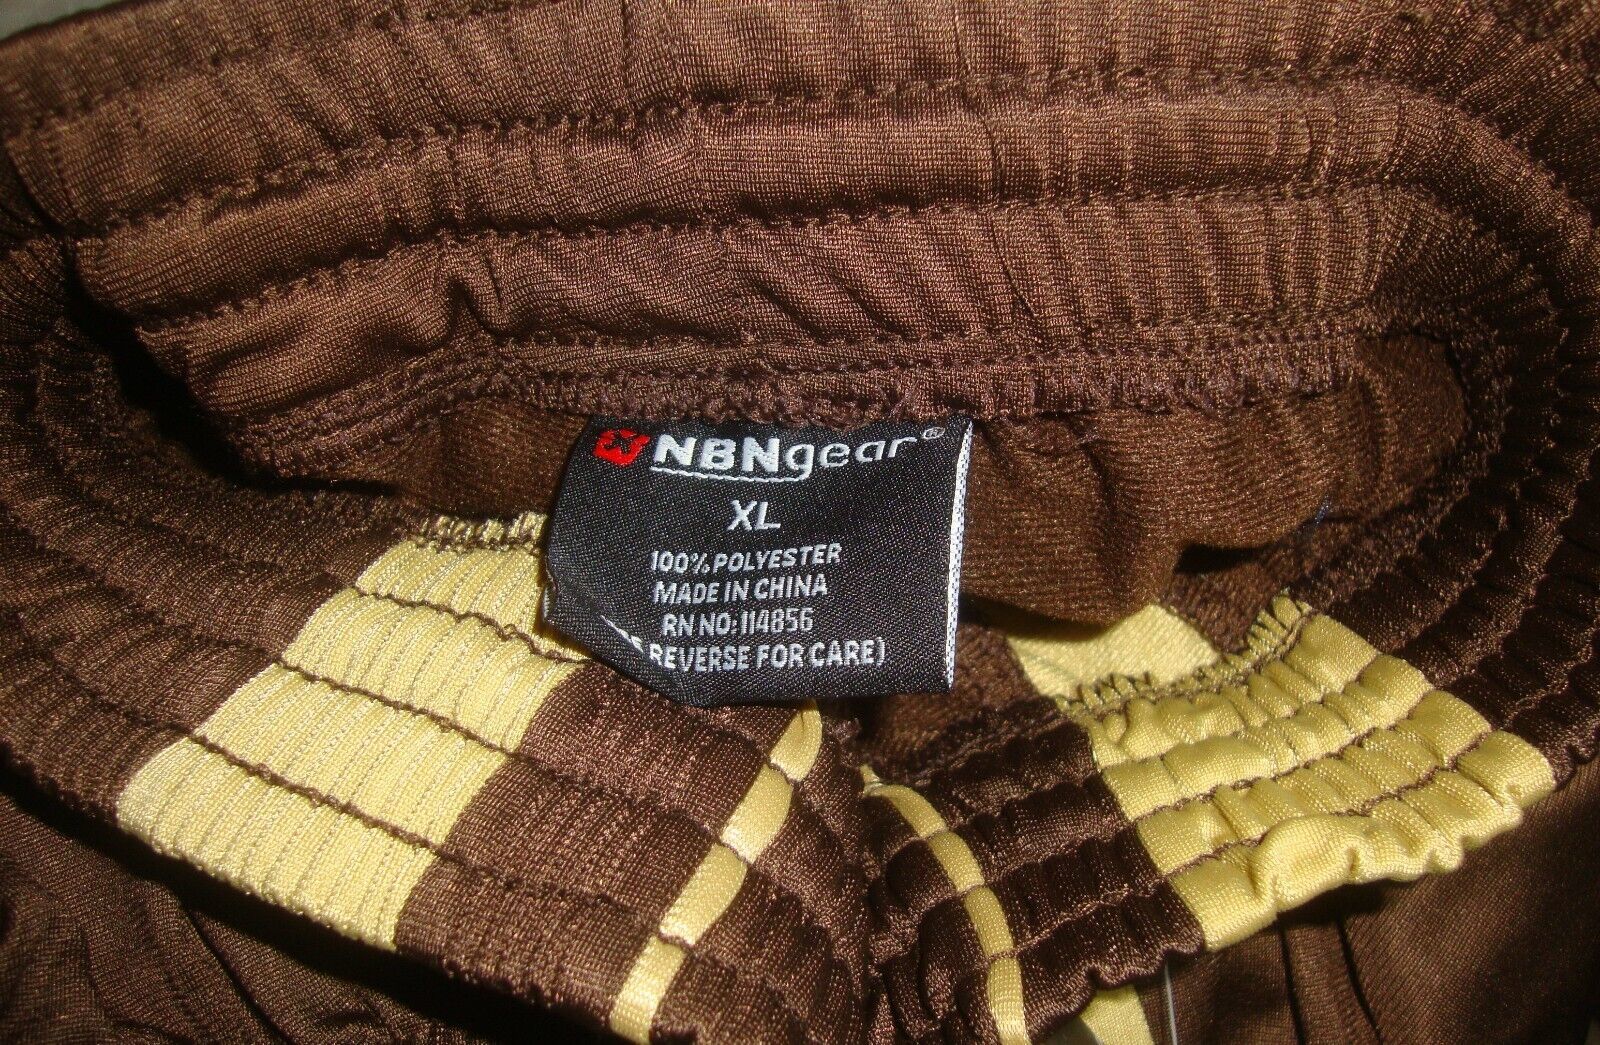 NBNgear®
XL
100% POLYESTER
MADE IN CHINA
RN NO: 114856
REVERSE FOR CARE)